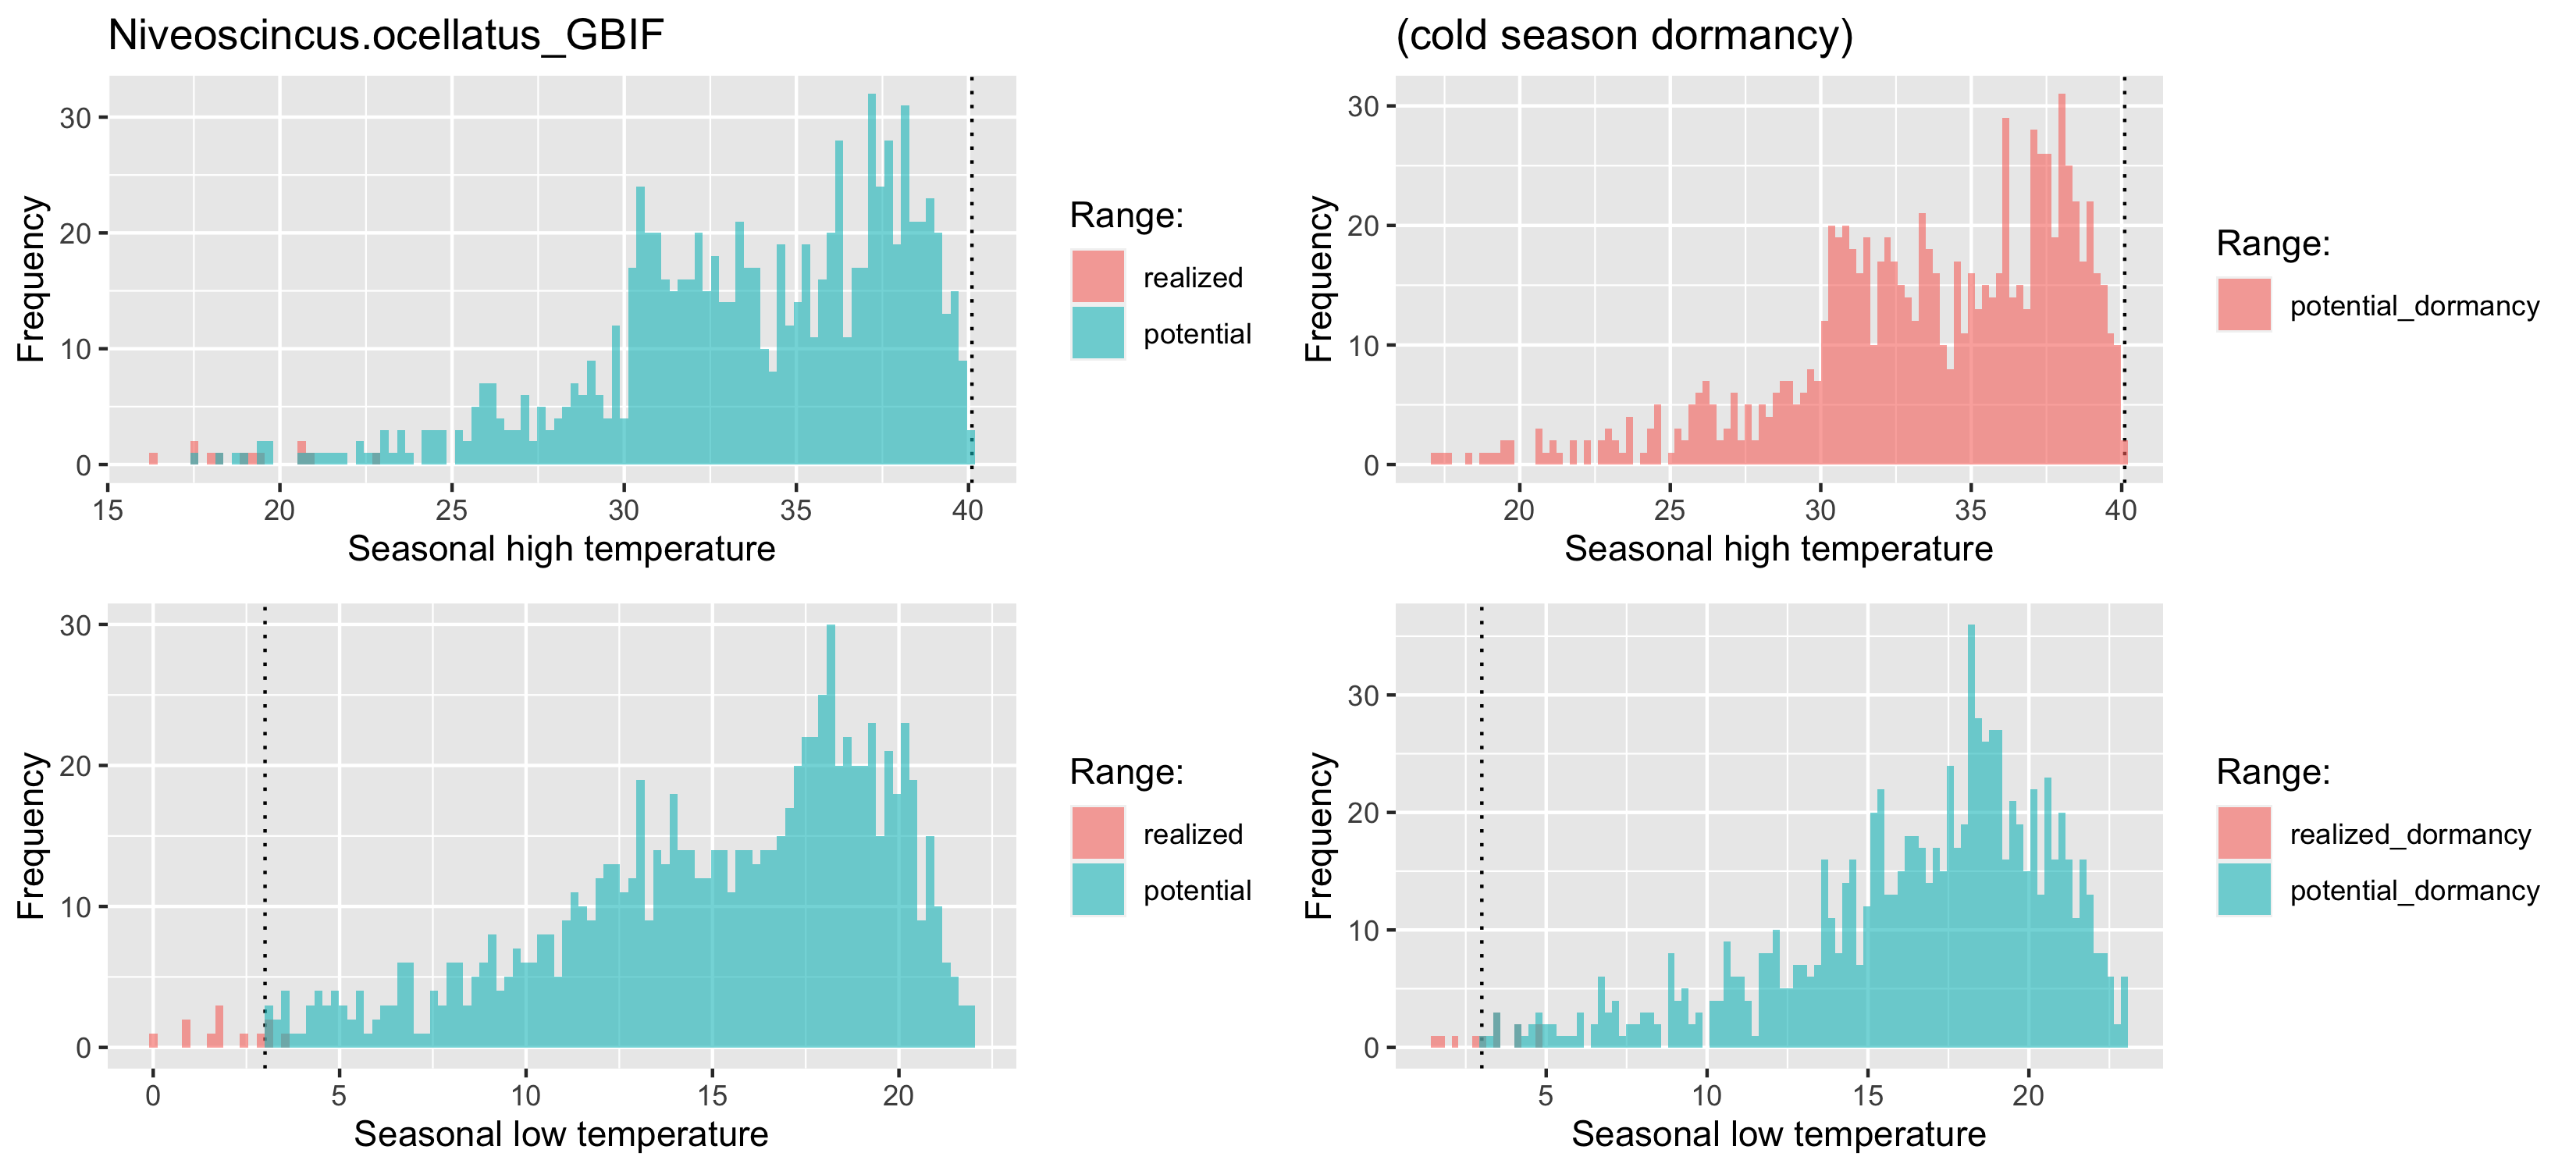 Niveoscincus.ocellatus_GBIF
Frequency
30
20
10
0
15 20 25 30 35 40
Seasonal high temperature
Range:
realized
potential
(cold season dormancy)
Frequency
30
20
10
0
20 25 30 35 40
Seasonal high temperature
Range:
potential_dormancy
Frequency
30
20
10
0
0 5 10 15 20
Seasonal low temperature
Range:
realized
potential
Frequency
30
20
10
0
5 10 15 20
Seasonal low temperature
Range:
realized_dormancy
potential_dormancy